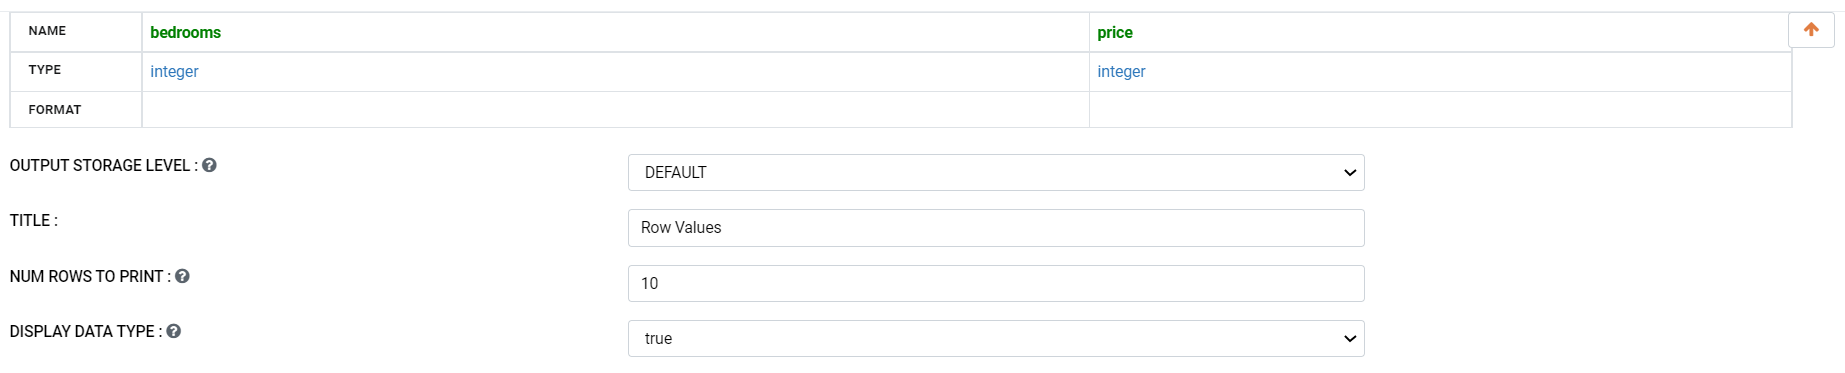 NAME bedrooms price
TYPE integer integer
FORMAT
OUTPUT STORAGE LEVEL : DEFAULT
TITLE : Row Values
NUM ROWS TO PRINT : 10
DISPLAY DATA TYPE : true